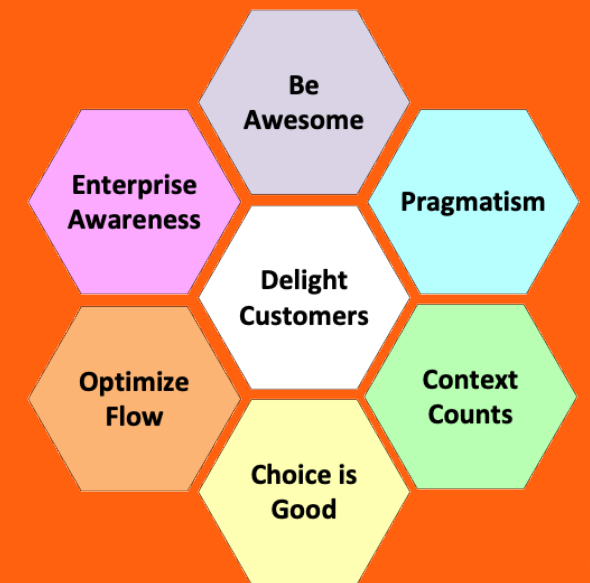 Be
Awesome
Enterprise
Awareness
Pragmatism
Delight
Customers
Optimize
Flow
Context
Counts
Choice is
Good